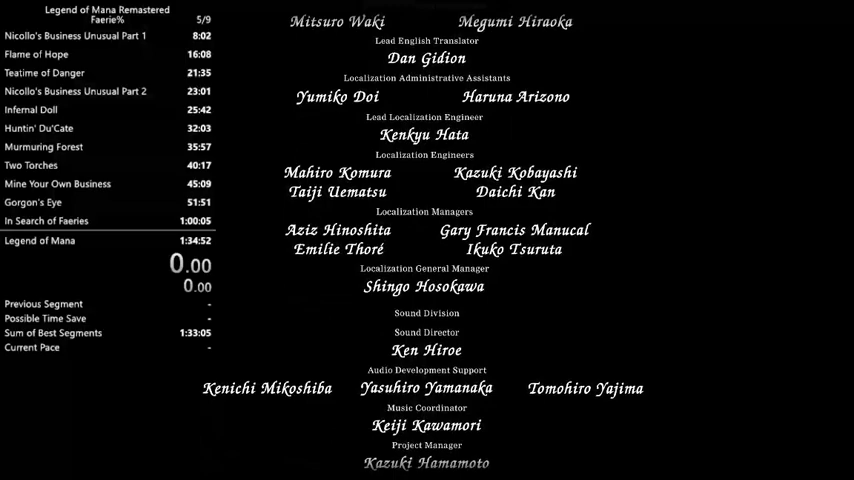 Legend of Mana Remastered
Faerie% 5/9
Nicollo's Business Unusual Part 1 8:02
Flame of Hope 16:08
Teatime of Danger 21:35
Nicollo's Business Unusual Part 2 23:01
Infernal Doll 25:42
Huntin' Du'Cate 32:03
Murmuring Forest 35:57
Two Torches 40:17
Mine Your Own Business 45:09
Gorgon's Eye 51:51
In Search of Faeries 1:00:05
Legend of Mana 1:34:52
0.00
0.00
Previous Segment -
Possible Time Save -
Sum of Best Segments 1:33:05
Current Pace -
Mitsuro Waki Megumi Hiraoka
Lead English Translator
Dan Gidion
Localization Administrative Assistants
Yumiko Doi Haruna Arizono
Lead Localization Engineer
Kenkyu Hata
Localization Engineers
Mahiro Komura Kazuki Kobayashi
Taiji Uematsu Daichi Kan
Localization Managers
Aziz Hinoshita Gary Francis Manucal
Emilie Thoré Ikuko Tsuruta
Localization General Manager
Shingo Hosokawa
Sound Division
Sound Director
Ken Hiroe
Audio Development Support
Kenichi Mikoshiba Yasuhiro Yamanaka Tomohiro Yajima
Music Coordinator
Keiji Kawamori
Project Manager
Kazuki Hamamoto